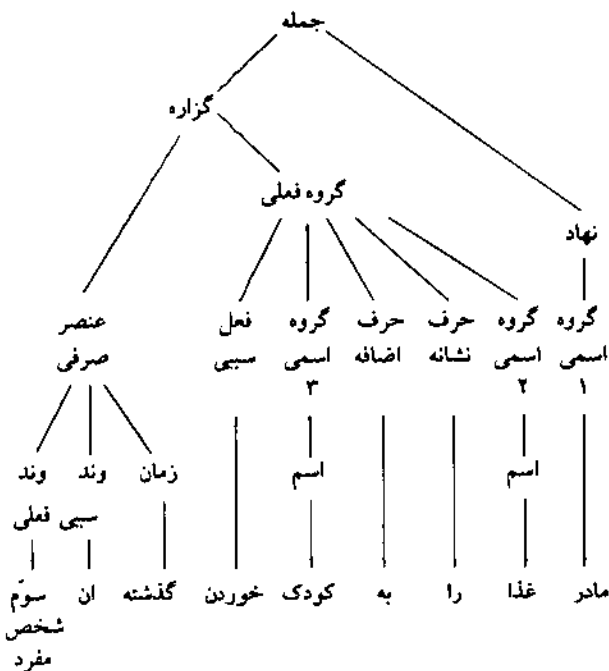 جمله
گزاره
گروه فعلی
نهاد
گروه اسمی ۱
گروه اسمی ۲
حرف نشانه
حرف اضافه
گروه اسمی ۳
فعل سببی
عنصر صرفی
اسم
اسم
زمان
وند سببی
وند فعلی
مادر
غذا
را
به
کودک
خوردن
گذشته
ان
سوّم شخص مفرد